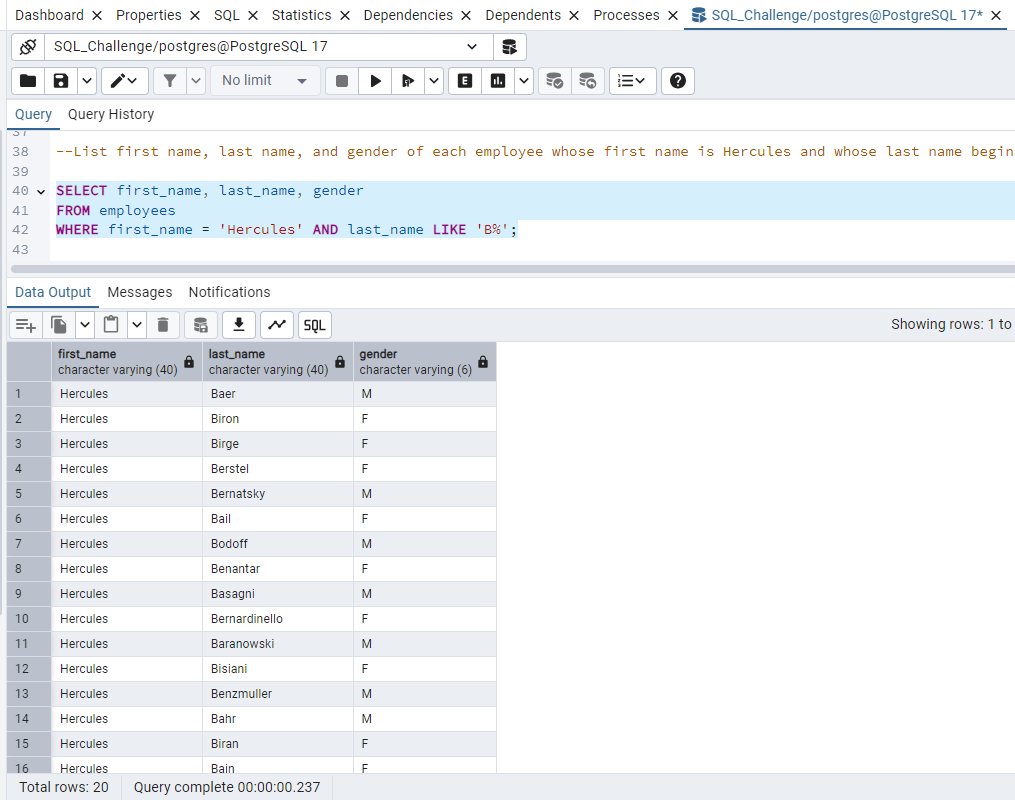 Dashboard Properties SQL Statistics Dependencies Dependents Processes SQL_Challenge/postgres@PostgreSQL 17*
SQL_Challenge/postgres@PostgreSQL 17
No limit E
Query Query History
37
38 --List first name, last name, and gender of each employee whose first name is Hercules and whose last name begin
39
40 SELECT first_name, last_name, gender
41 FROM employees
42 WHERE first_name = 'Hercules' AND last_name LIKE 'B%';
43
Data Output Messages Notifications
SQL Showing rows: 1 to
first_name last_name gender
character varying (40) character varying (40) character varying (6)
1 Hercules Baer M
2 Hercules Biron F
3 Hercules Birge F
4 Hercules Berstel F
5 Hercules Bernatsky M
6 Hercules Bail F
7 Hercules Bodoff M
8 Hercules Benantar F
9 Hercules Basagni M
10 Hercules Bernardinello F
11 Hercules Baranowski M
12 Hercules Bisiani F
13 Hercules Benzmuller M
14 Hercules Bahr M
15 Hercules Biran F
16 Hercules Bain F
Total rows: 20 Query complete 00:00:00.237